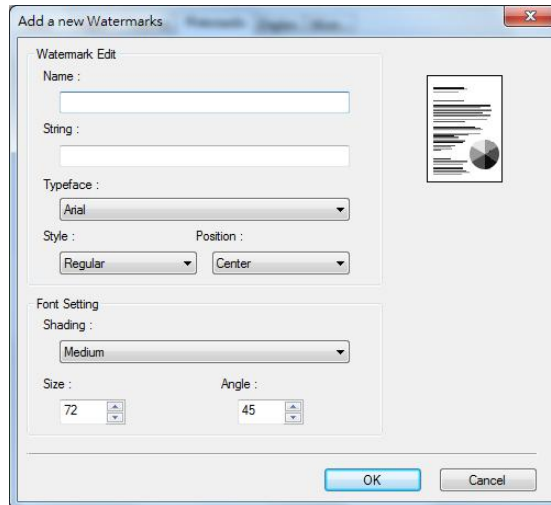 Add a new Watermarks
Watermark Edit
Name :
String :
Typeface :
Arial
Style : Position :
Regular Center
Font Setting
Shading :
Medium
Size : Angle :
72 45
OK Cancel